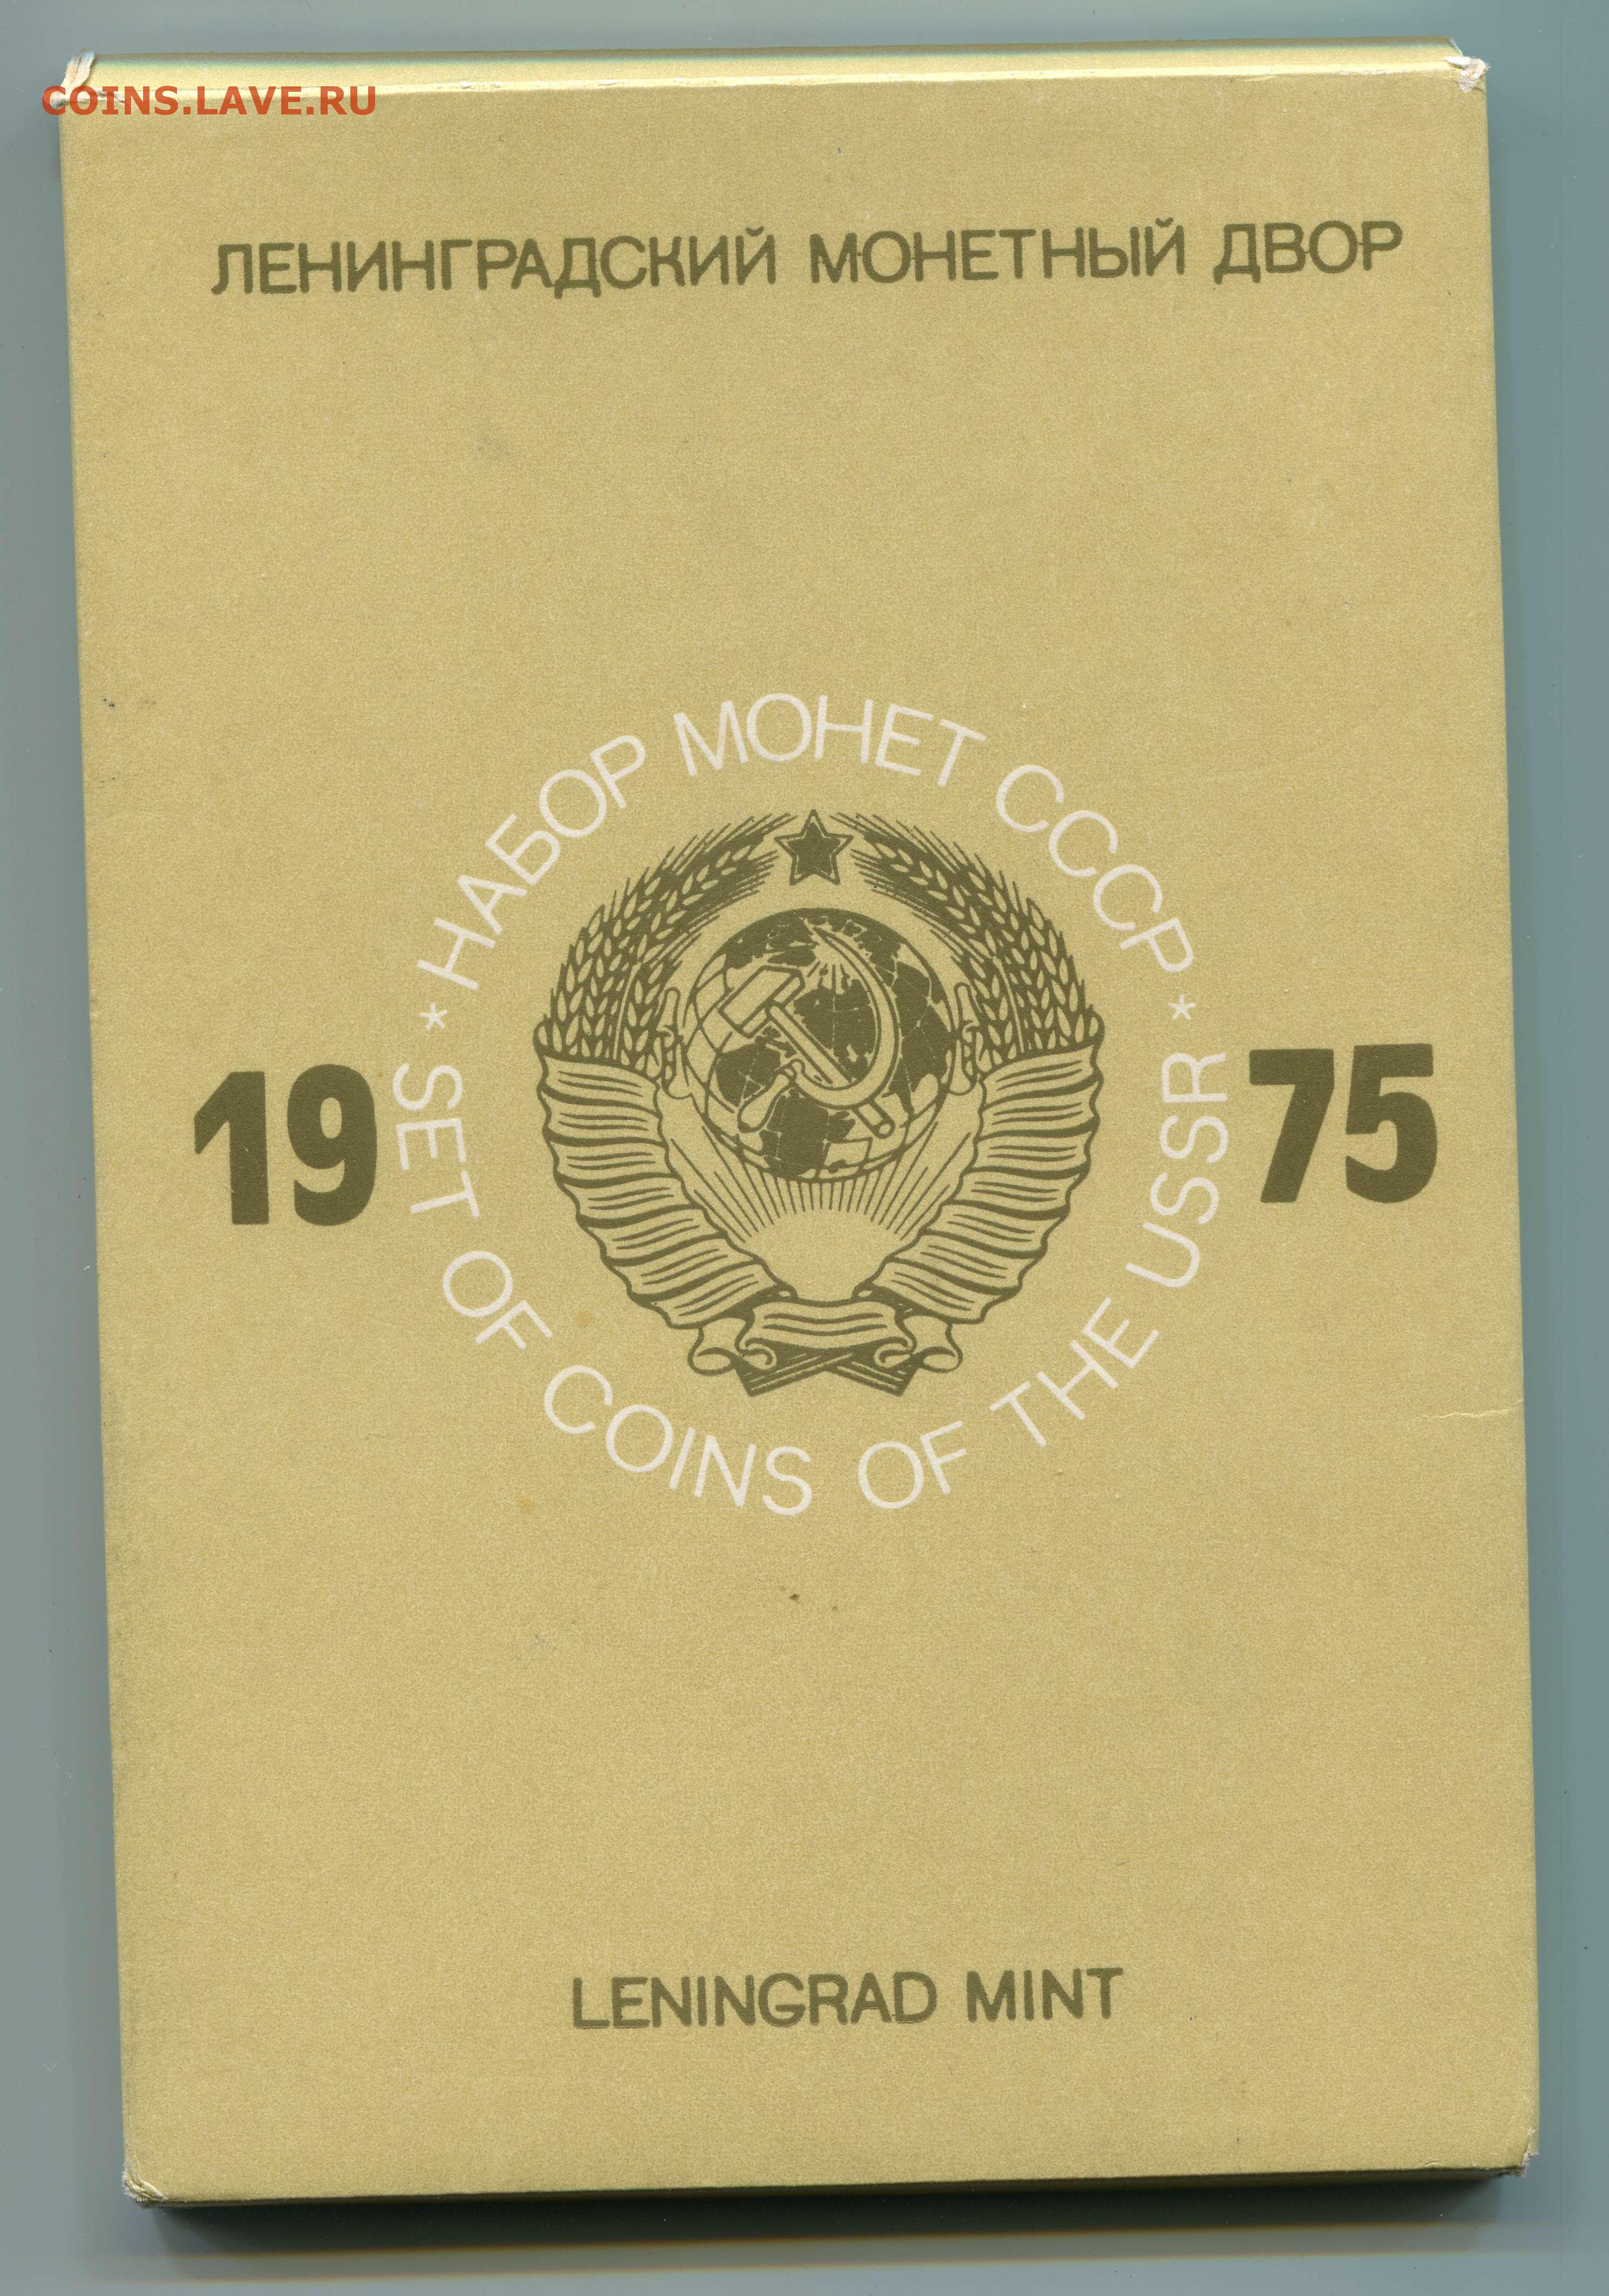 COINS.LAVE.RU
ЛЕНИНГРАДСКИЙ МОНЕТНЫЙ ДВОР
* НАБОР МОНЕТ СССР *
19 75
SET OF COINS OF THE USSR
LENINGRAD MINT